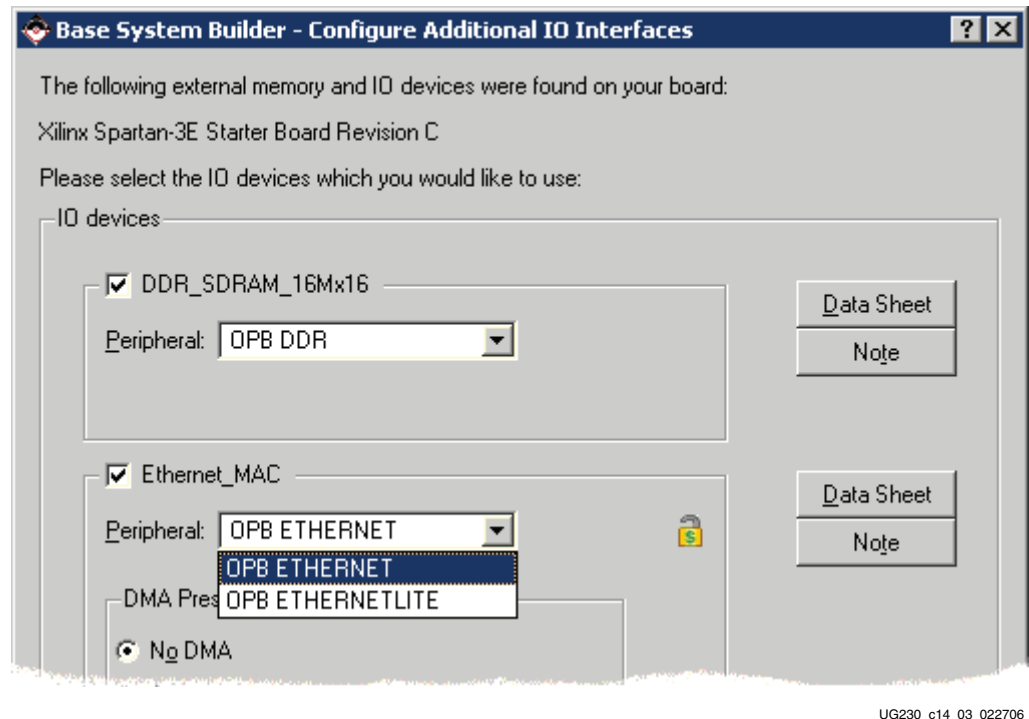 Base System Builder - Configure Additional IO Interfaces
The following external memory and IO devices were found on your board:
Xilinx Spartan-3E Starter Board Revision C
Please select the IO devices which you would like to use:
IO devices
DDR_SDRAM_16Mx16
Data Sheet
Peripheral: OPB DDR
Note
Ethernet_MAC
Data Sheet
Peripheral: OPB ETHERNET
$
Note
OPB ETHERNET
OPB ETHERNETLITE
DMA Pres
No DMA
UG230_c14_03_022706